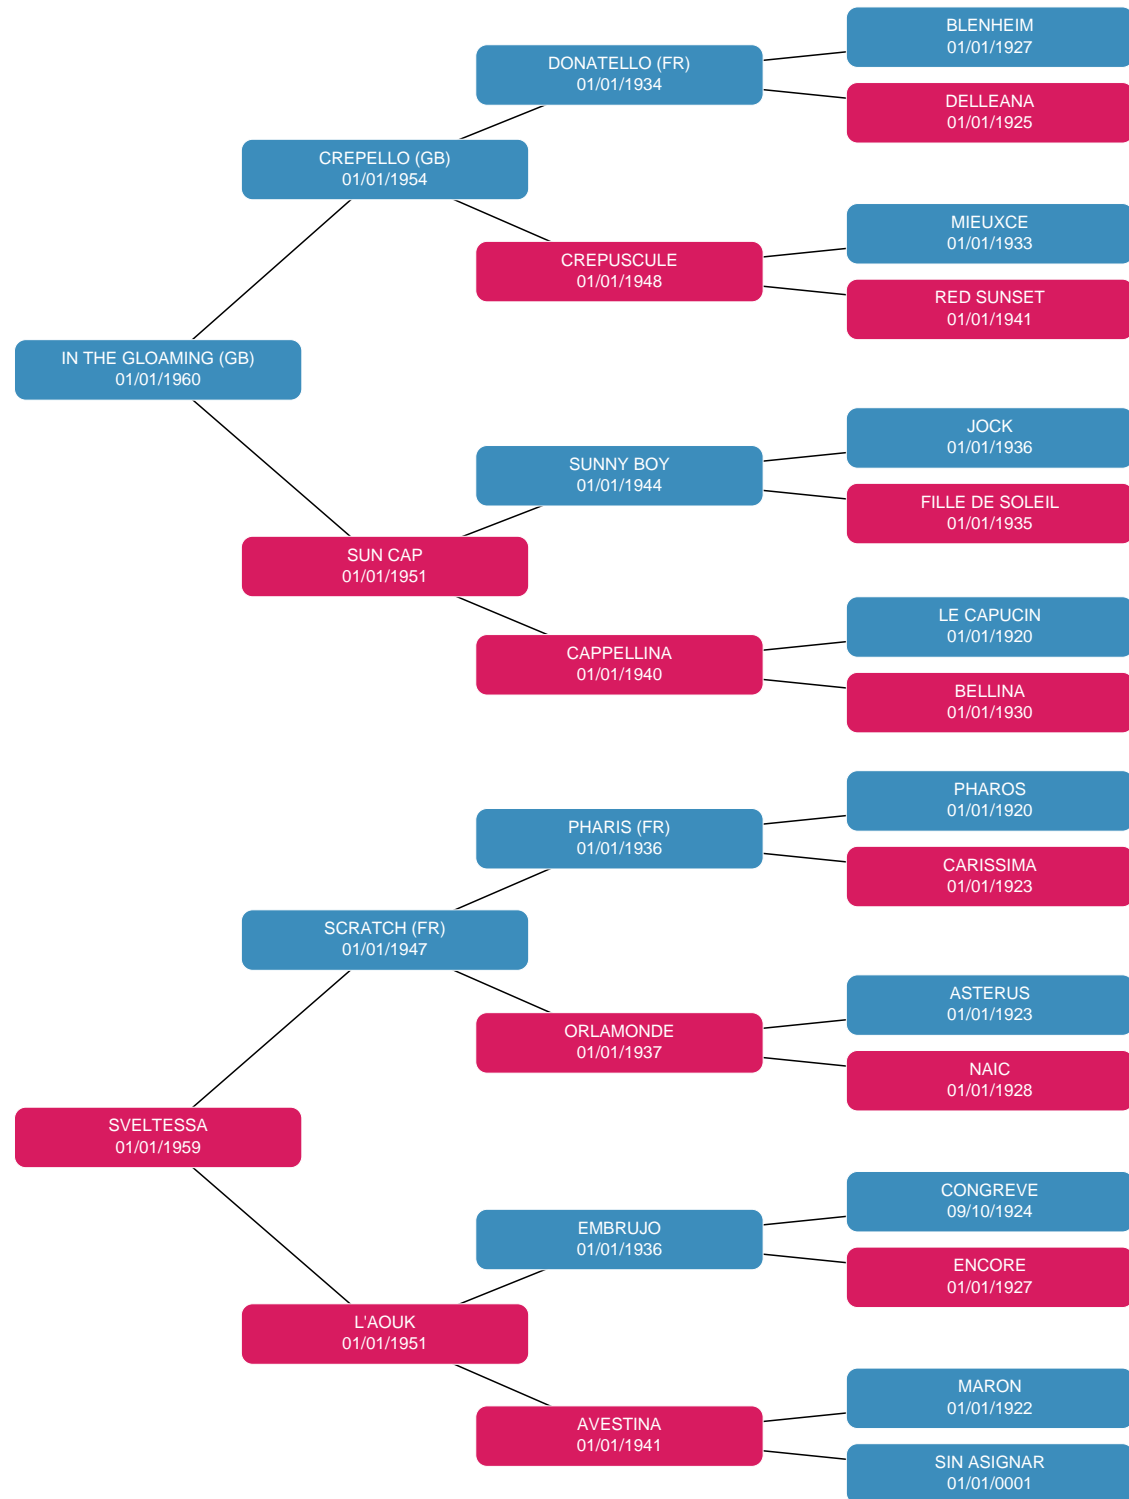 BLENHEIM
01/01/1927
DONATELLO (FR)
01/01/1934
DELLEANA
01/01/1925
CREPELLO (GB)
01/01/1954
MIEUXCE
01/01/1933
CREPUSCULE
01/01/1948
RED SUNSET
01/01/1941
IN THE GLOAMING (GB)
01/01/1960
JOCK
01/01/1936
SUNNY BOY
01/01/1944
FILLE DE SOLEIL
01/01/1935
SUN CAP
01/01/1951
LE CAPUCIN
01/01/1920
CAPPELLINA
01/01/1940
BELLINA
01/01/1930
PHAROS
01/01/1920
PHARIS (FR)
01/01/1936
CARISSIMA
01/01/1923
SCRATCH (FR)
01/01/1947
ASTERUS
01/01/1923
ORLAMONDE
01/01/1937
NAIC
01/01/1928
SVELTESSA
01/01/1959
CONGREVE
09/10/1924
EMBRUJO
01/01/1936
ENCORE
01/01/1927
L'AOUK
01/01/1951
MARON
01/01/1922
AVESTINA
01/01/1941
SIN ASIGNAR
01/01/0001